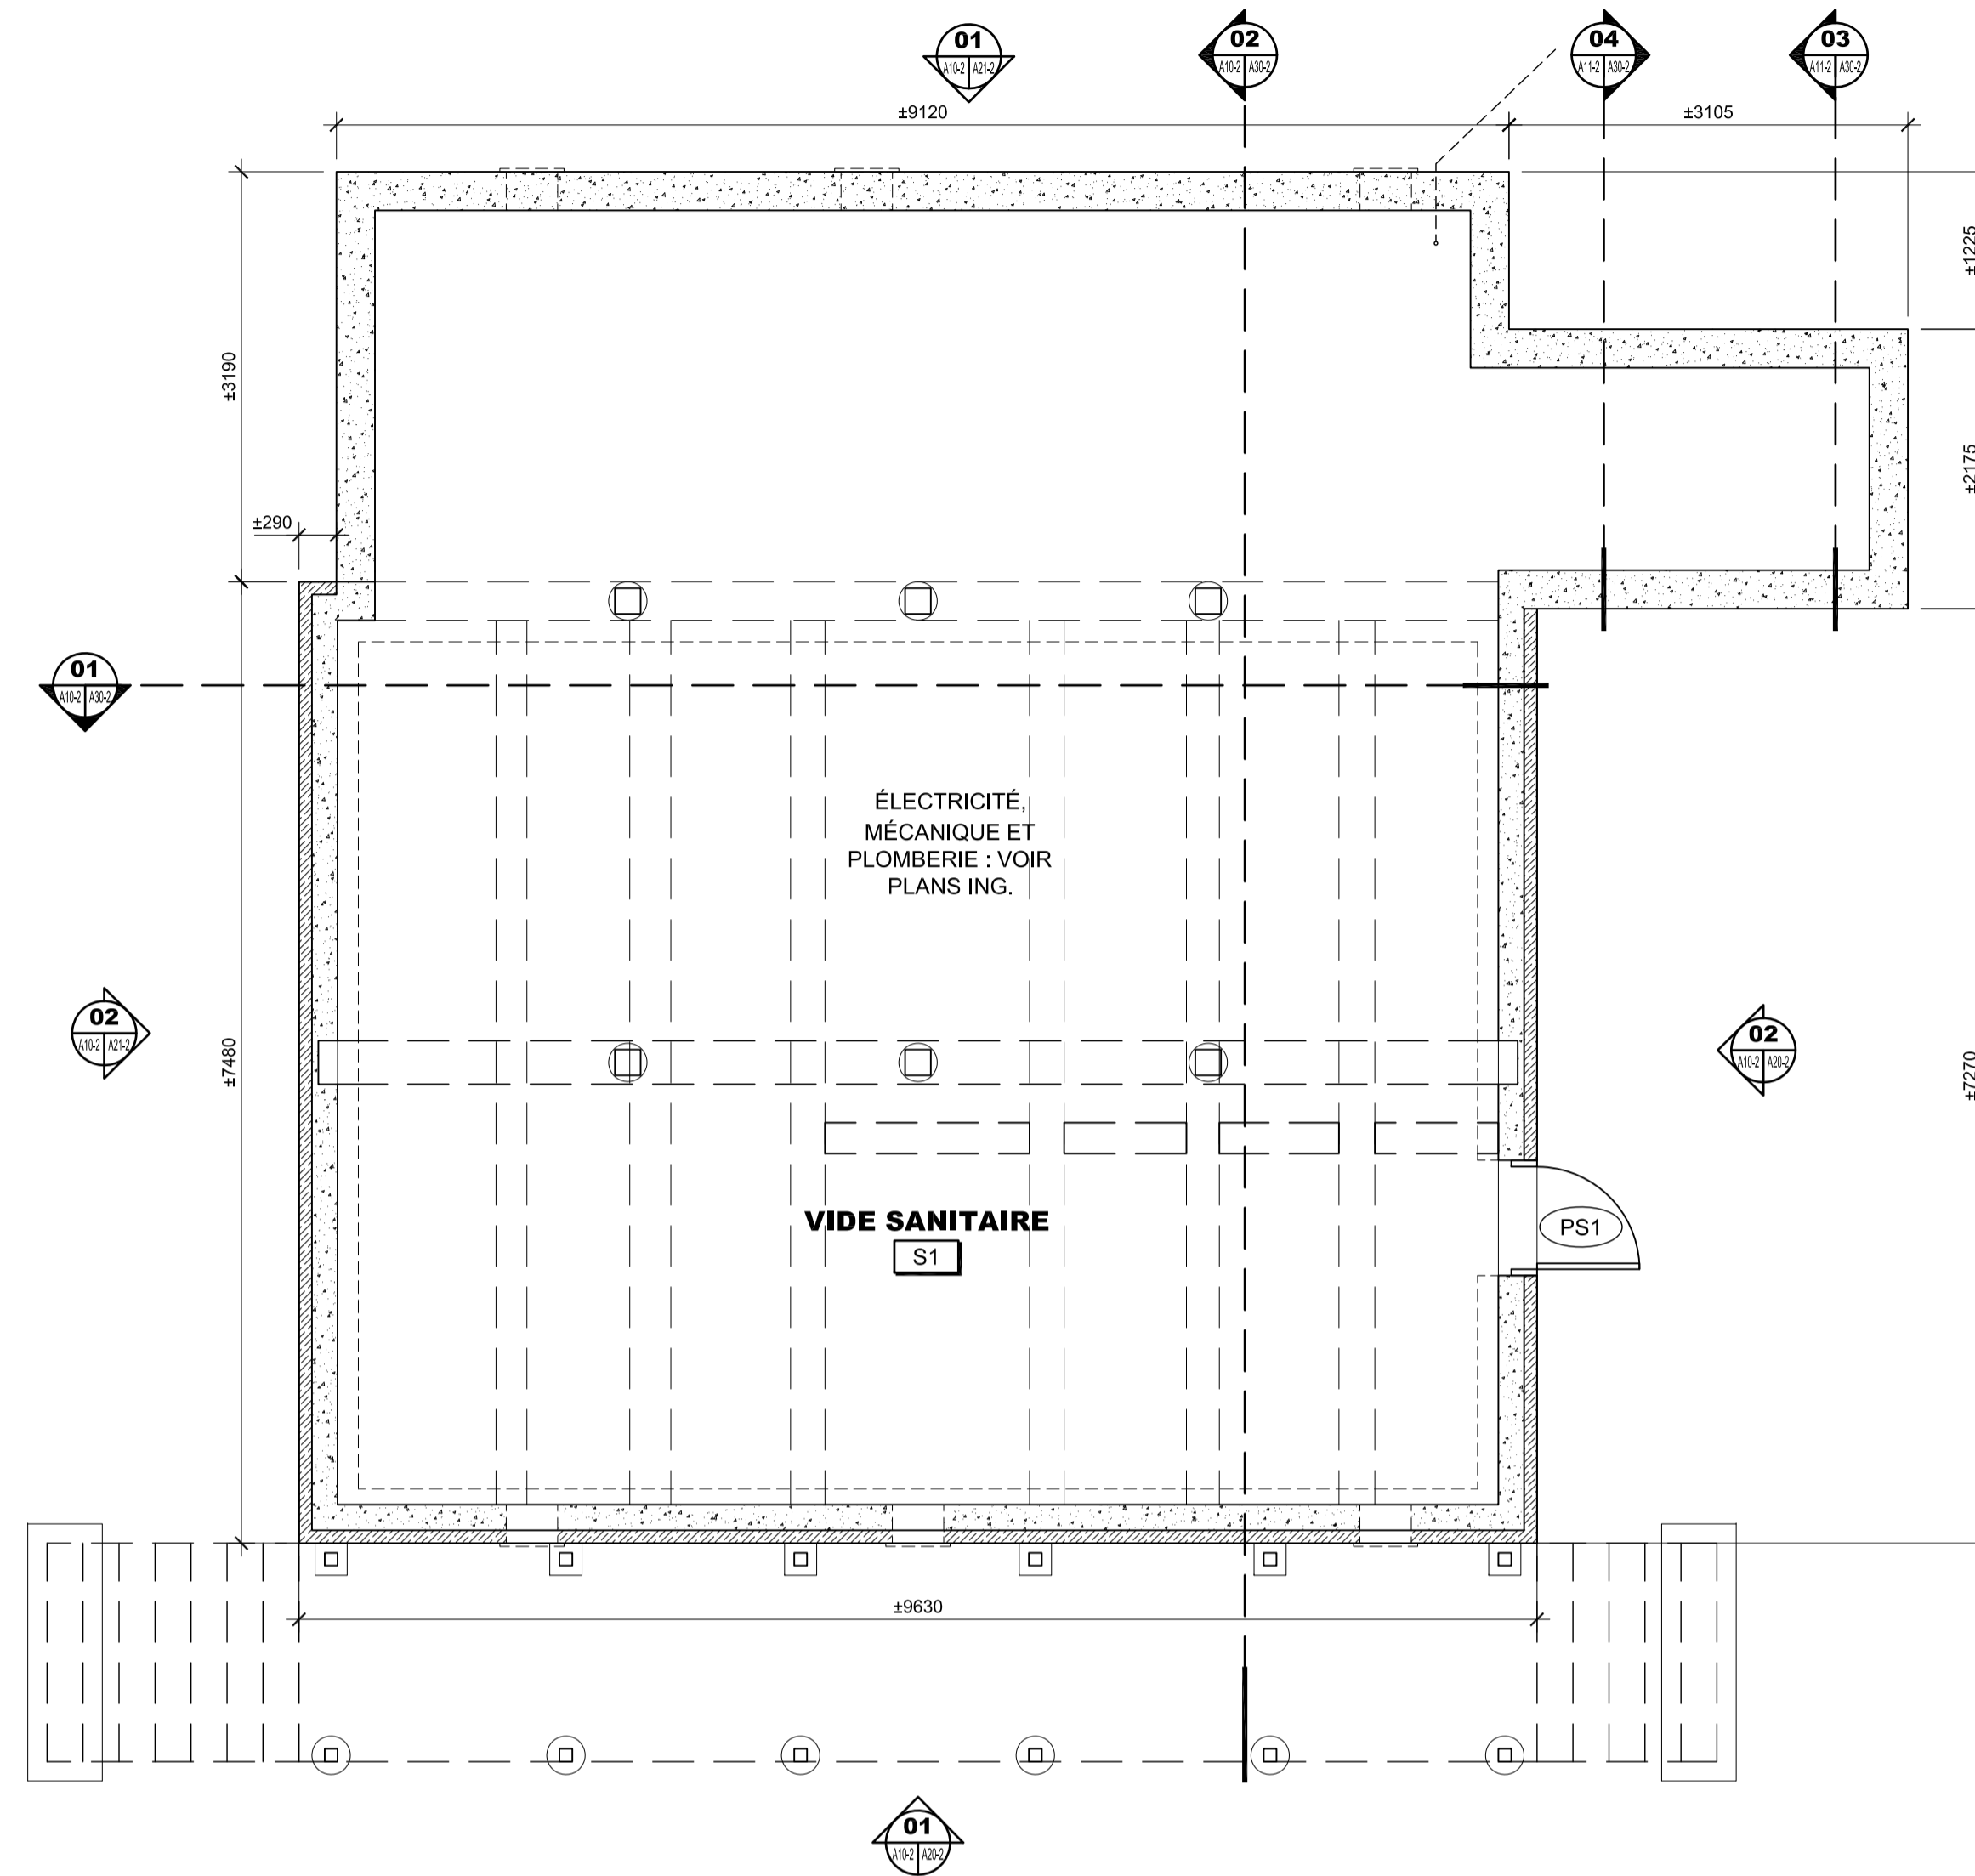 01
A10-2 A21-2
02
A10-2 A30-2
04
A11-2 A30-2
03
A11-2 A30-2
±9120
±3105
±1225
±3190
±2175
±290
01
A10-2 A30-2
ÉLECTRICITÉ,
MÉCANIQUE ET
PLOMBERIE : VOIR
PLANS ING.
02
A10-2 A21-2
±7480
02
A10-2 A20-2
±7270
VIDE SANITAIRE
S1
PS1
±9630
01
A10-2 A20-2